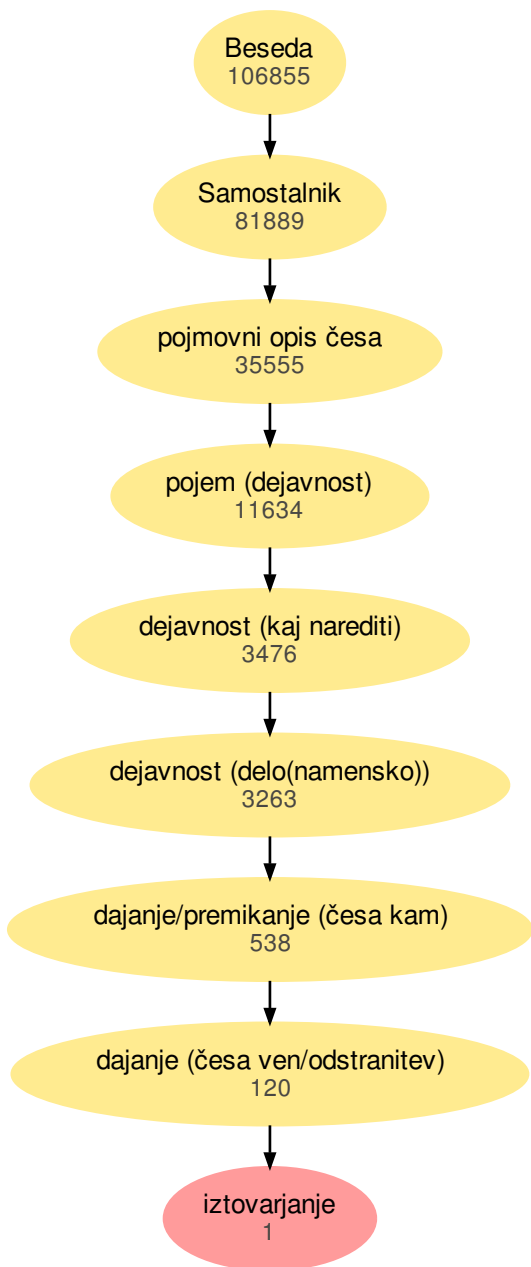 Beseda
106855
Samostalnik
81889
pojmovni opis česa
35555
pojem (dejavnost)
11634
dejavnost (kaj narediti)
3476
dejavnost (delo(namensko))
3263
dajanje/premikanje (česa kam)
538
dajanje (česa ven/odstranitev)
120
iztovarjanje
1